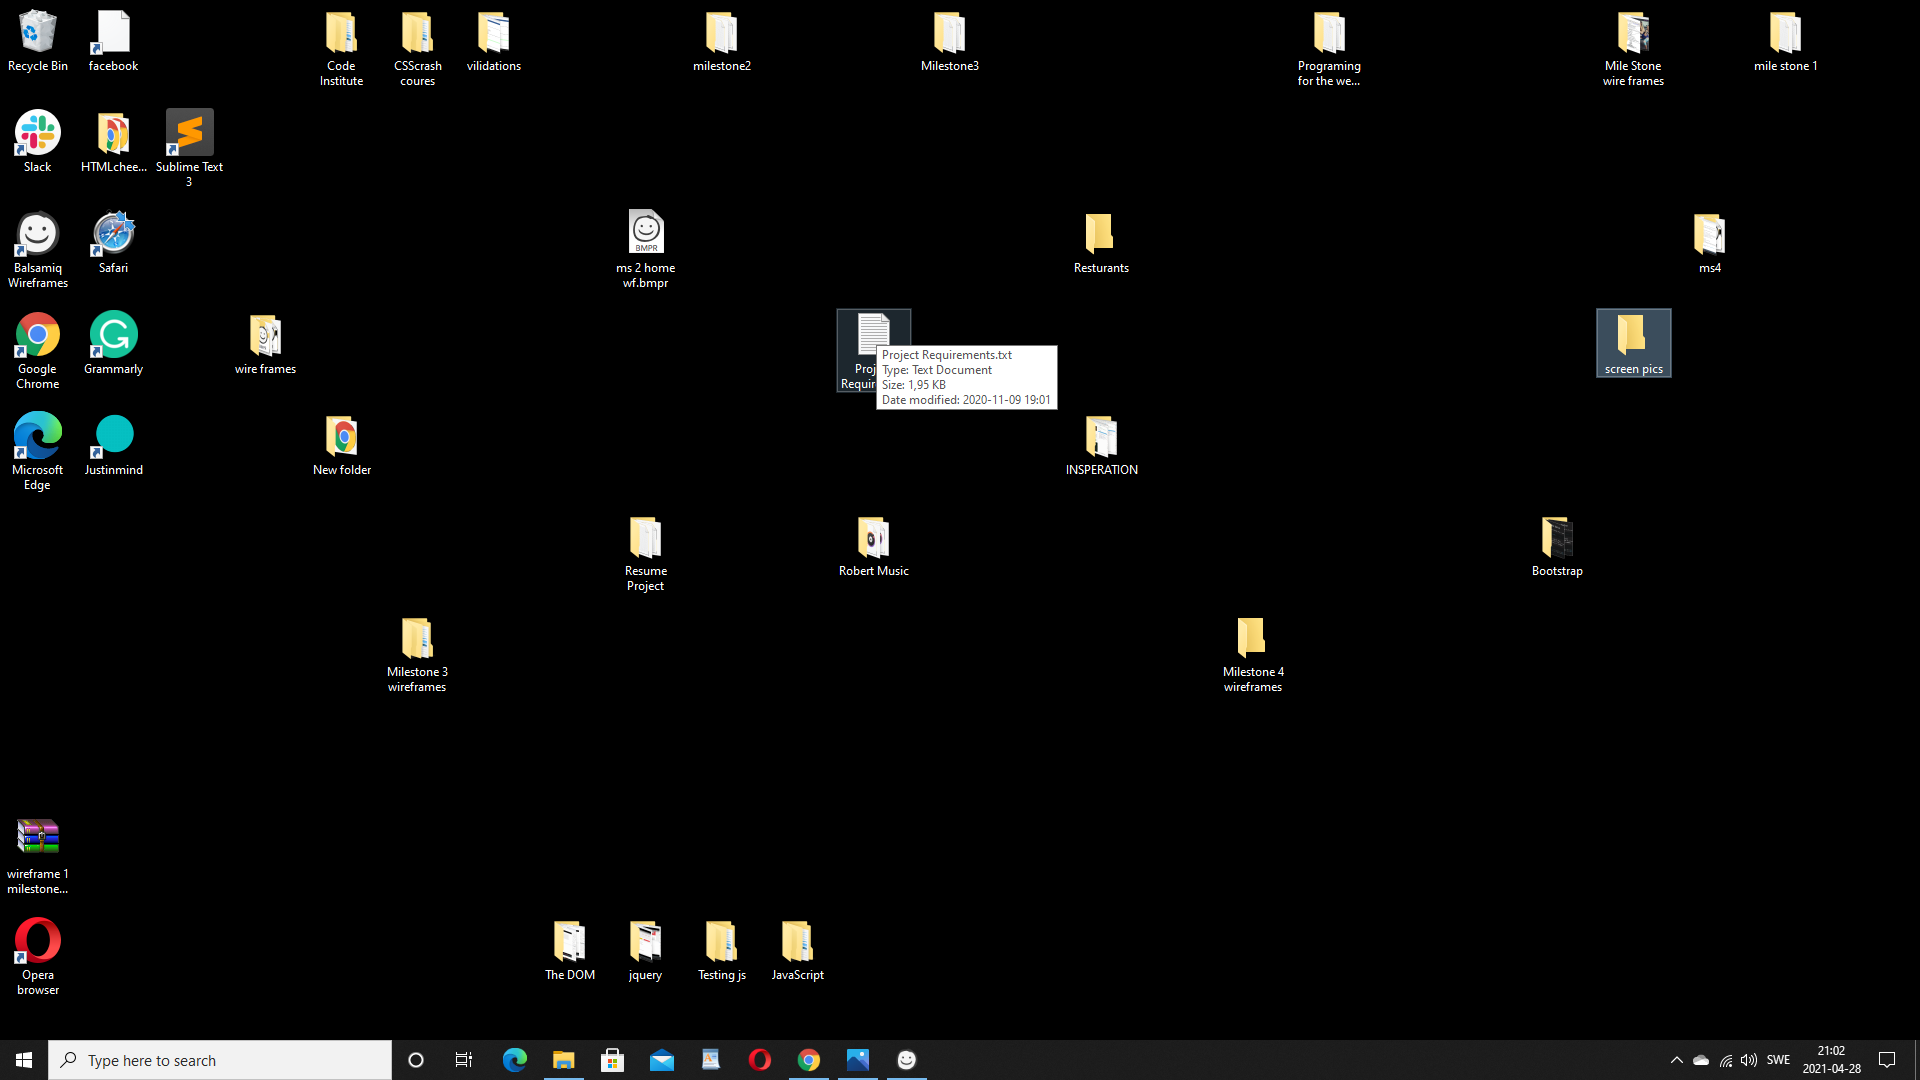 Recycle Bin
facebook
Code
Institute
CSScrash
coures
vilidations
milestone2
Milestone3
Programing
for the we...
Mile Stone
wire frames
mile stone 1
Slack
HTMLchee...
Sublime Text
3
BMPR
Balsamiq
Wireframes
Safari
ms 2 home
wf.bmpr
Resturants
ms4
Google
Chrome
Grammarly
wire frames
Proj
Requir
Project Requirements.txt
Type: Text Document
Size: 1,95 KB
Date modified: 2020-11-09 19:01
screen pics
Microsoft
Edge
Justinmind
New folder
INSPERATION
Resume
Project
Robert Music
Bootstrap
Milestone 3
wireframes
Milestone 4
wireframes
wireframe 1
milestone...
Opera
browser
The DOM
jquery
Testing js
JavaScript
Type here to search
SWE
21:02
2021-04-28